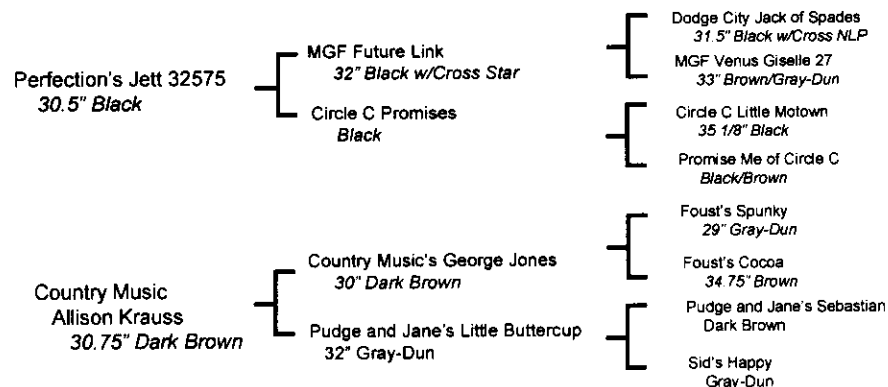 Perfection's Jett 32575
30.5" Black
MGF Future Link
32" Black w/Cross Star
Circle C Promises
Black
Dodge City Jack of Spades
31.5" Black w/Cross NLP
MGF Venus Giselle 27
33" Brown/Gray-Dun
Circle C Little Motown
35 1/8" Black
Promise Me of Circle C
Black/Brown
Country Music
Allison Krauss
30.75" Dark Brown
Country Music's George Jones
30" Dark Brown
Pudge and Jane's Little Buttercup
32" Gray-Dun
Foust's Spunky
29" Gray-Dun
Foust's Cocoa
34.75" Brown
Pudge and Jane's Sebastian
Dark Brown
Sid's Happy
Gray-Dun